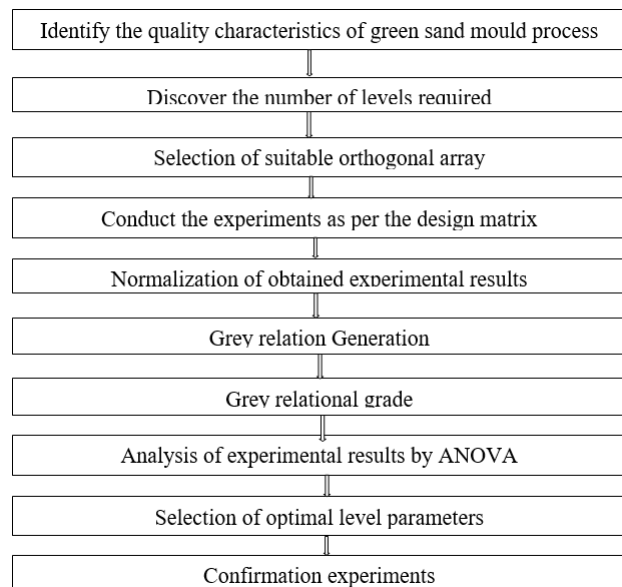 Identify the quality characteristics of green sand mould process
Discover the number of levels required
Selection of suitable orthogonal array
Conduct the experiments as per the design matrix
Normalization of obtained experimental results
Grey relation Generation
Grey relational grade
Analysis of experimental results by ANOVA
Selection of optimal level parameters
Confirmation experiments